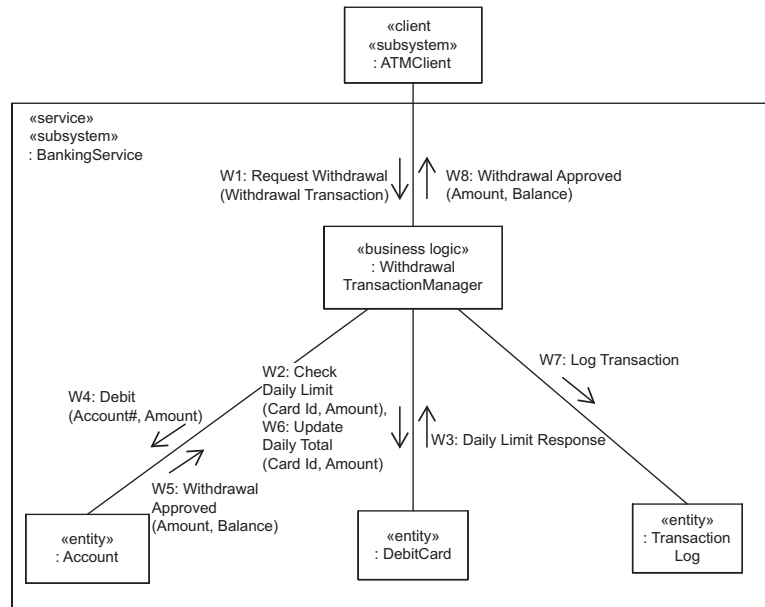 «client
«subsystem»
: ATMClient
«service»
«subsystem»
: BankingService
W1: Request Withdrawal
(Withdrawal Transaction)
W8: Withdrawal Approved
(Amount, Balance)
«business logic»
: Withdrawal
TransactionManager
W2: Check
Daily Limit
(Card Id, Amount),
W6: Update
Daily Total
(Card Id, Amount)
W7: Log Transaction
W4: Debit
(Account#, Amount)
W3: Daily Limit Response
W5: Withdrawal
Approved
(Amount, Balance)
«entity»
: Account
«entity»
: DebitCard
«entity»
: Transaction
Log